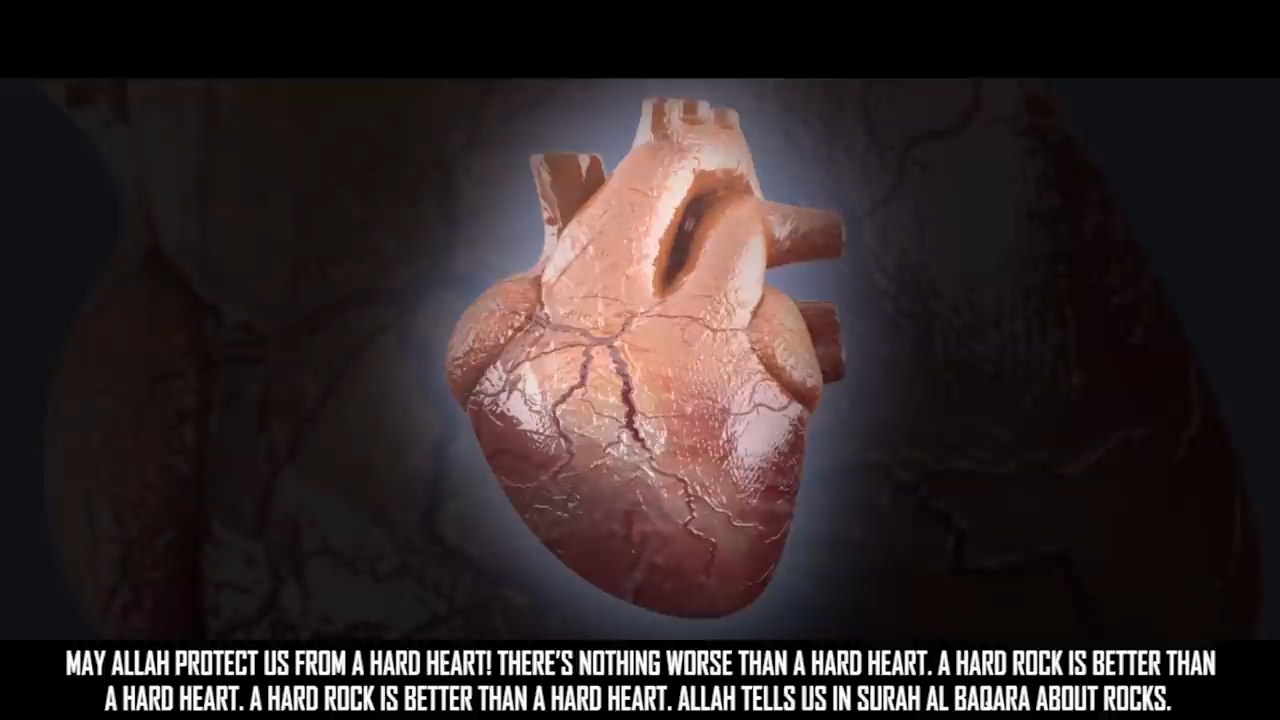 MAY ALLAH PROTECT US FROM A HARD HEART! THERE'S NOTHING WORSE THAN A HARD HEART. A HARD ROCK IS BETTER THAN
A HARD HEART. A HARD ROCK IS BETTER THAN A HARD HEART. ALLAH TELLS US IN SURAH AL BAQARA ABOUT ROCKS.